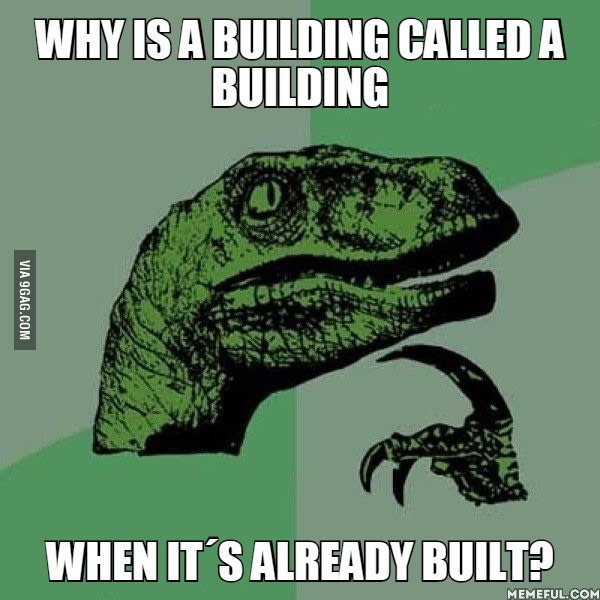 WHY IS A BUILDING CALLED A
BUILDING
VIA 9GAG.COM
WHEN IT´S ALREADY BUILT?
MEMEFUL.COM